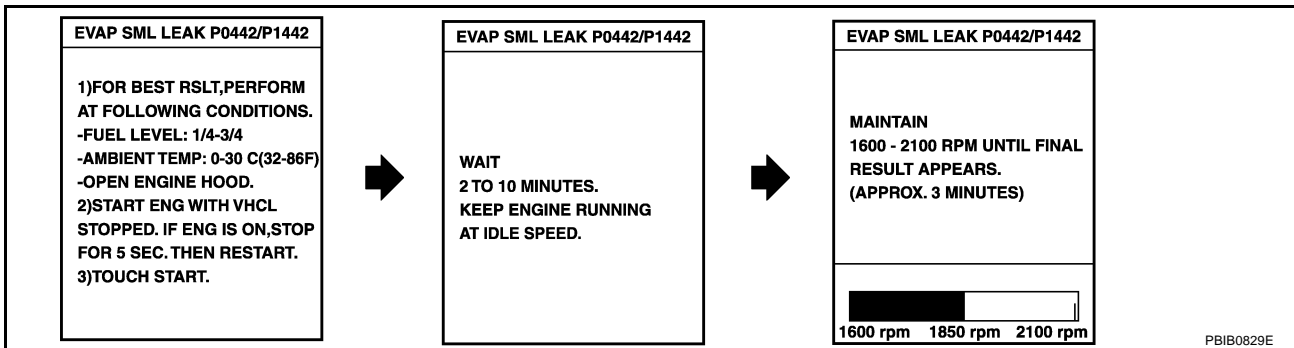 EVAP SML LEAK P0442/P1442
1)FOR BEST RSLT,PERFORM
AT FOLLOWING CONDITIONS.
-FUEL LEVEL: 1/4-3/4
-AMBIENT TEMP: 0-30 C(32-86F)
-OPEN ENGINE HOOD.
2)START ENG WITH VHCL
STOPPED. IF ENG IS ON,STOP
FOR 5 SEC. THEN RESTART.
3)TOUCH START.
EVAP SML LEAK P0442/P1442
WAIT
2 TO 10 MINUTES.
KEEP ENGINE RUNNING
AT IDLE SPEED.
EVAP SML LEAK P0442/P1442
MAINTAIN
1600 - 2100 RPM UNTIL FINAL
RESULT APPEARS.
(APPROX. 3 MINUTES)
1600 rpm 1850 rpm 2100 rpm
PBIB0829E